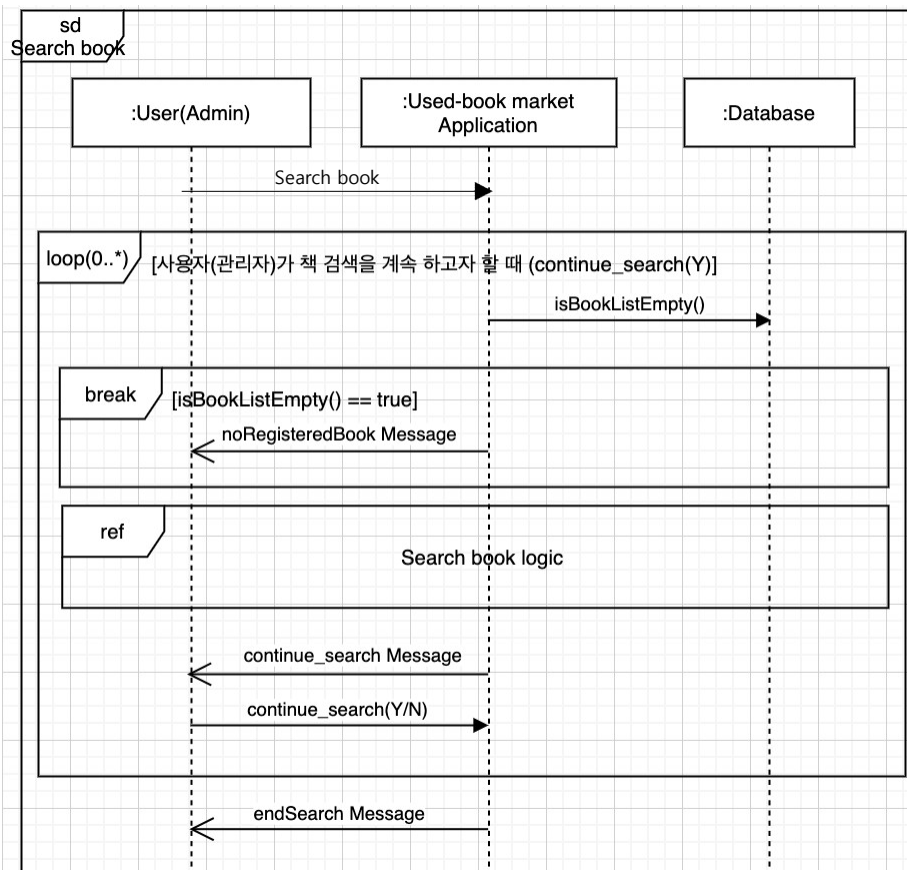 sd
Search book
:User(Admin)
:Used-book market
Application
:Database
Search book
loop(0..*)
[사용자(관리자)가 책 검색을 계속 하고자 할 때 (continue_search(Y)]
isBookListEmpty()
break
[isBookListEmpty() == true]
noRegisteredBook Message
ref
Search book logic
continue_search Message
continue_search(Y/N)
endSearch Message